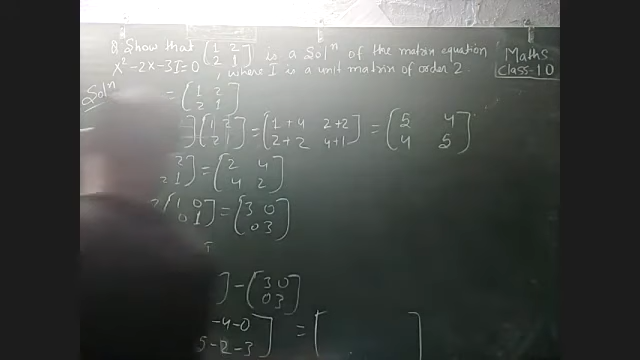 Q. Show that [1 2 2 1] is a Solⁿ of the matrix equation
x² - 2x - 3I = 0, where I is a unit matrix of order 2.
Maths
Class-10
Solⁿ
= [1 2
2 1]
[1 2
2 1] = [1+4 2+2
2+2 4+1] = [5 4
4 5]
2
2 1] = [2 4
4 2]
[1 0
0 1] = [3 0
0 3]
] - [3 0
0 3]
-4-0
5-2-3] = [ ]